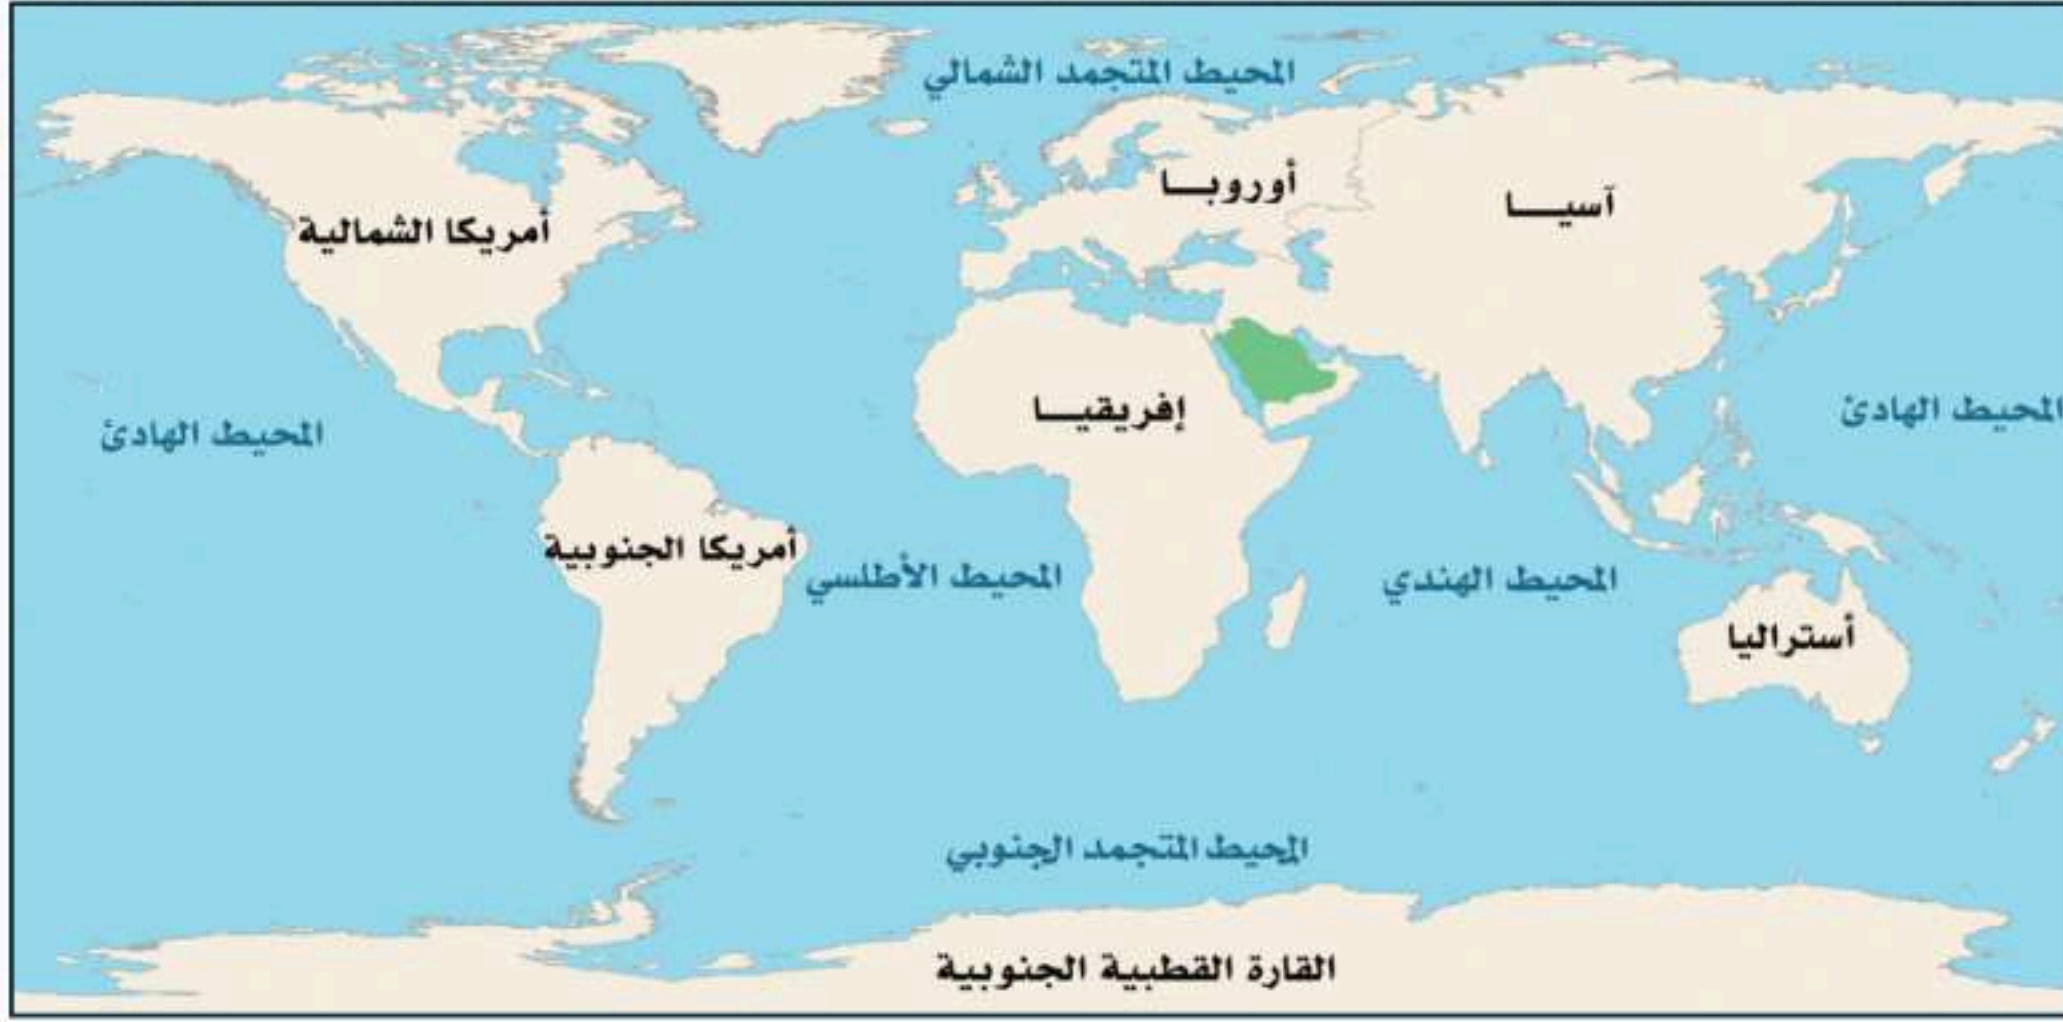 المحيط المتجمد الشمالي
أوروبـــا
آسيـــا
أمريكا الشمالية
إفريقيـــا
المحيط الهادئ
المحيط الهادئ
أمريكا الجنوبية
المحيط الأطلسي
المحيط الهندي
أستراليا
المحيط المتجمد الجنوبي
القارة القطبية الجنوبية